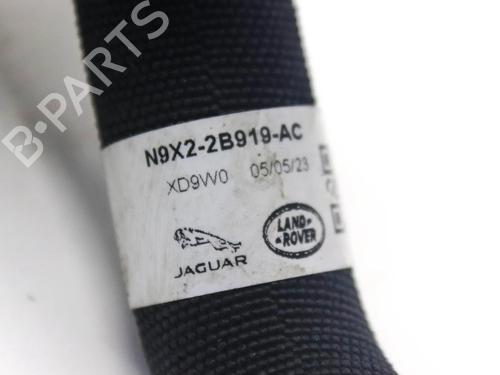 N9X2-2B919-AC
XD9W0 05/05/23
JAGUAR
LAND-
ROVER
B PARTS